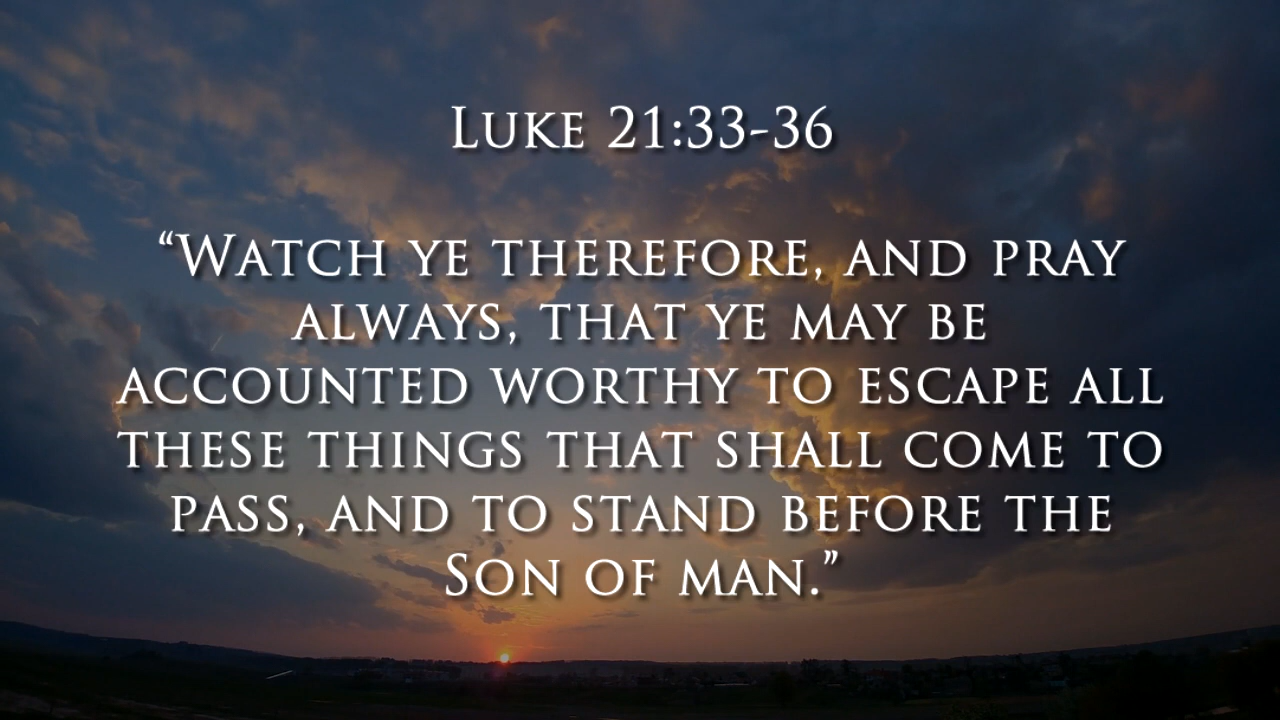 Luke 21:33-36
“Watch ye therefore, and pray
always, that ye may be
accounted worthy to escape all
these things that shall come to
pass, and to stand before the
Son of man.”